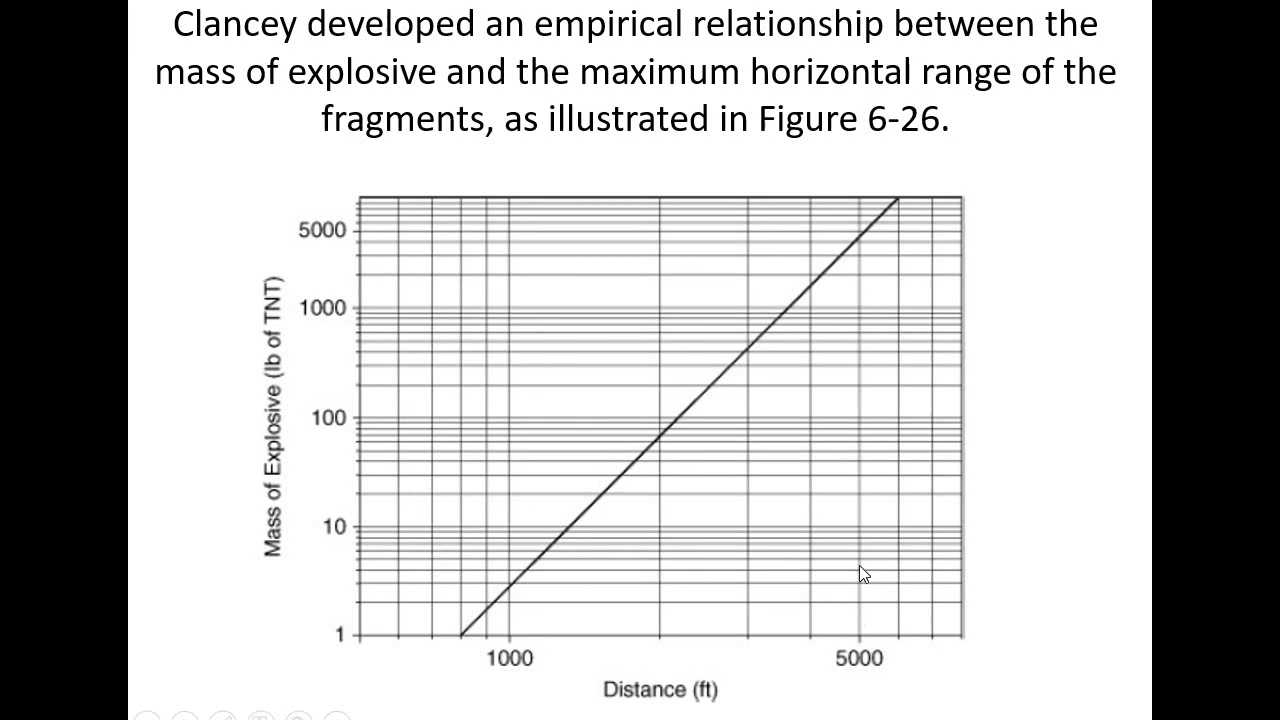 Clancey developed an empirical relationship between the
mass of explosive and the maximum horizontal range of the
fragments, as illustrated in Figure 6-26.
5000
1000
100
10
1
Mass of Explosive (lb of TNT)
1000
5000
Distance (ft)